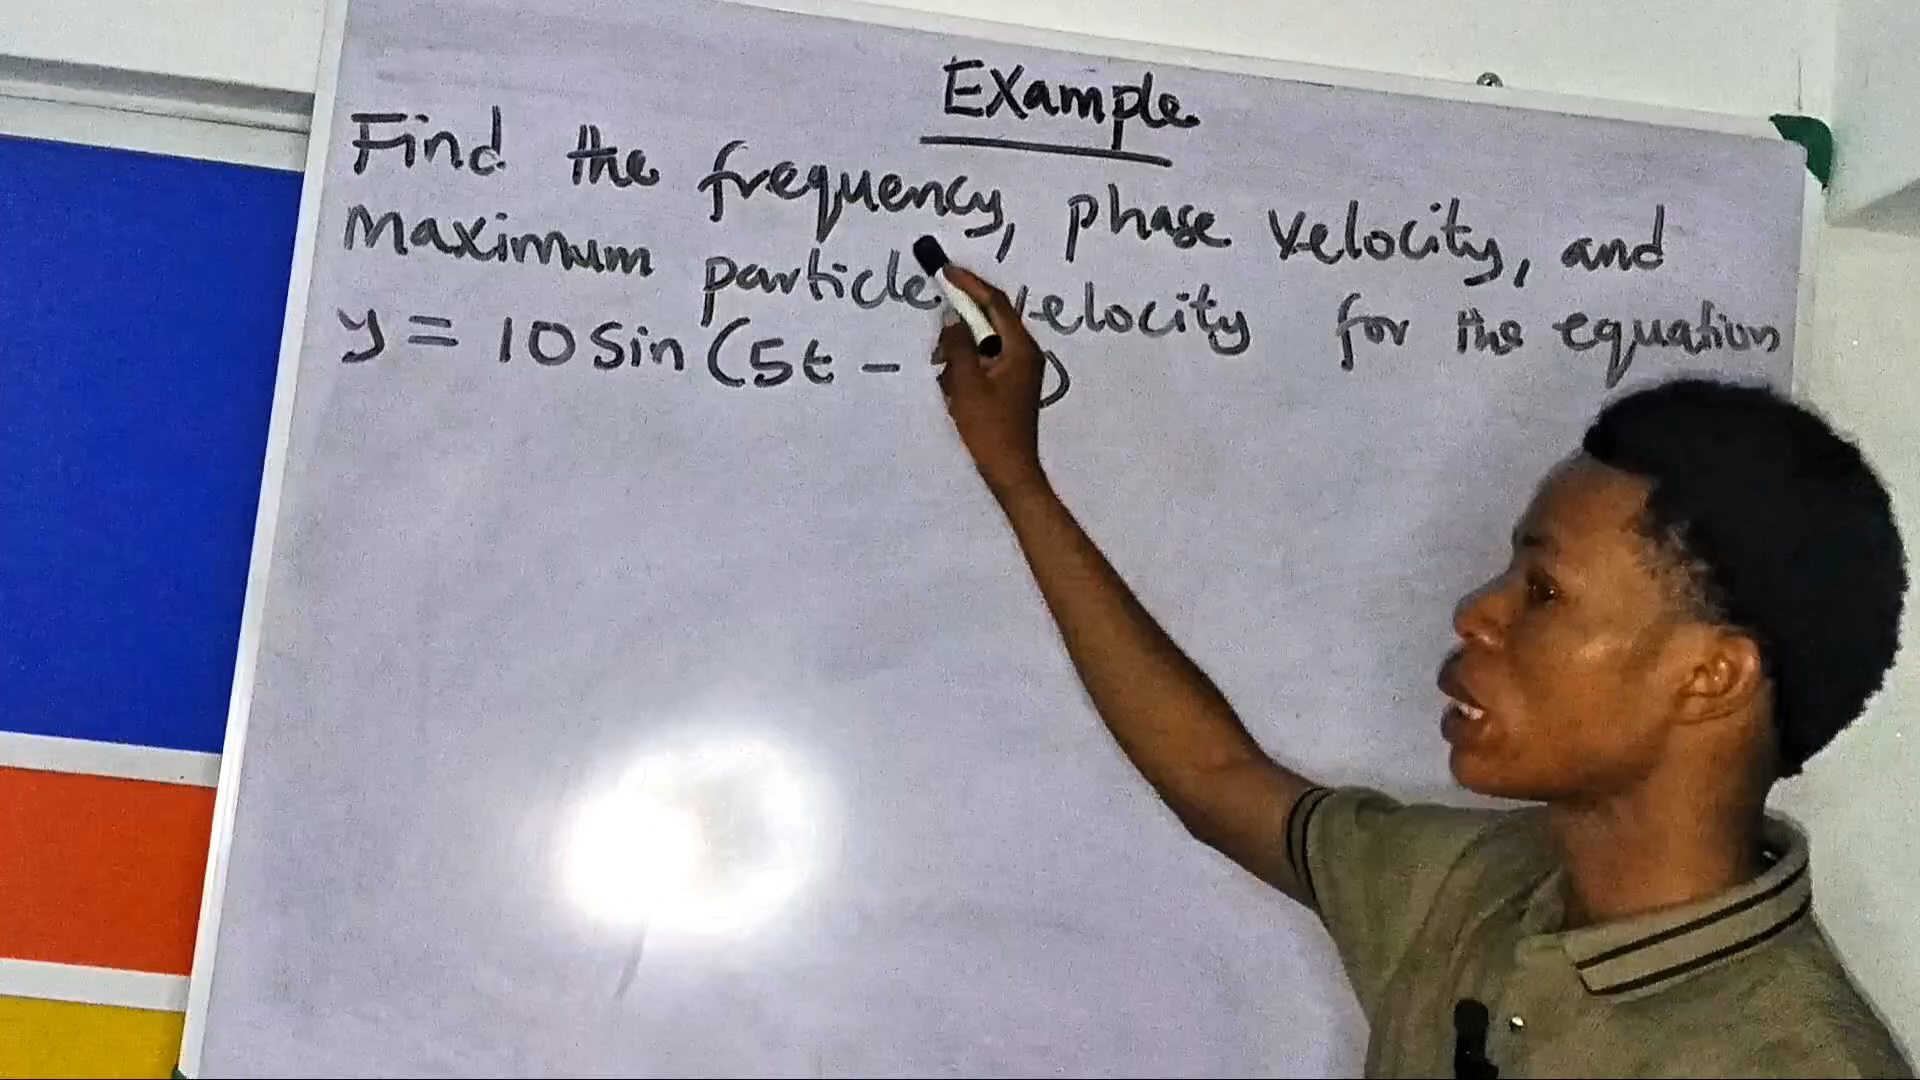 Example
Find the frequency, phase velocity, and
maximum particle velocity for the equation
y = 10 Sin (5t - )